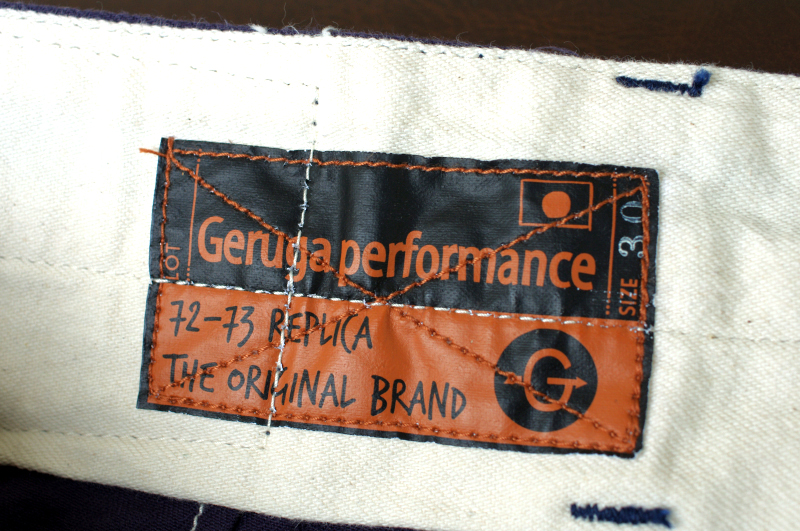 LOT
Geruga performance
SIZE 30
72-73 REPLICA
THE ORIGINAL BRAND
G